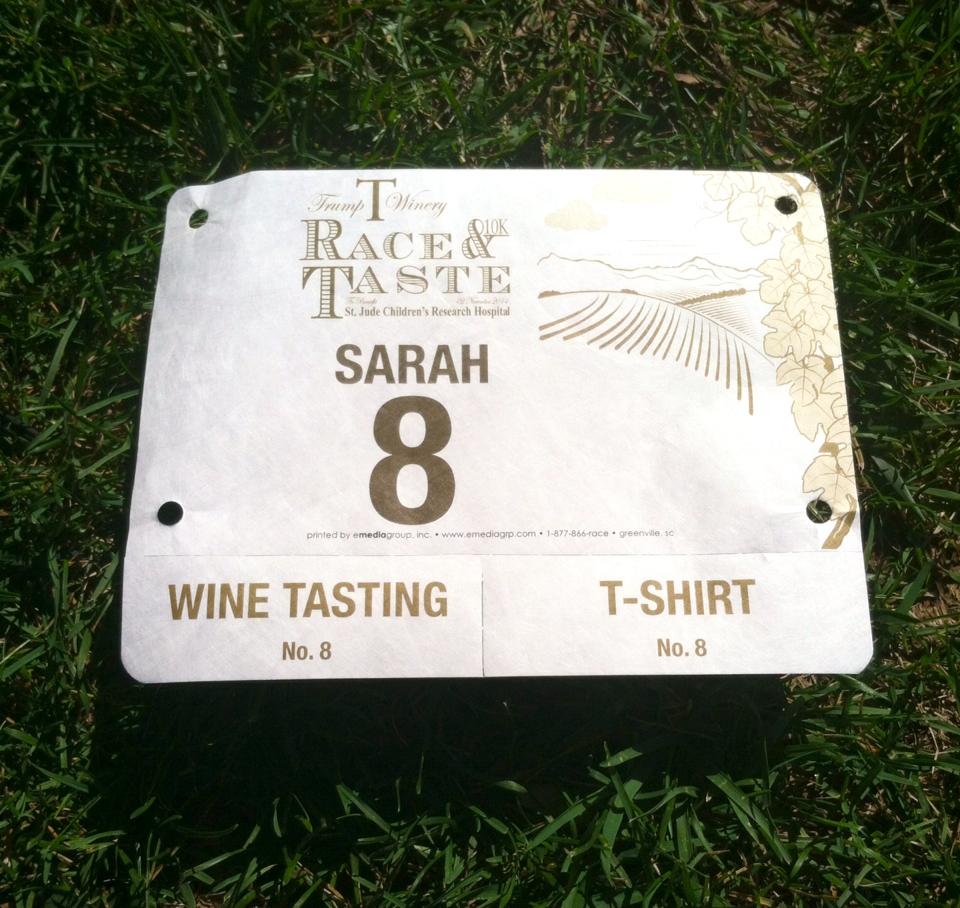 Trump T Winery
RACE & 10K
TASTE
St. Jude Children's Research Hospital
SARAH
8
printed by emediagroup, inc. • www.emediagrp.com • 1-877-866-race • greenville, sc
WINE TASTING
No. 8
T-SHIRT
No. 8